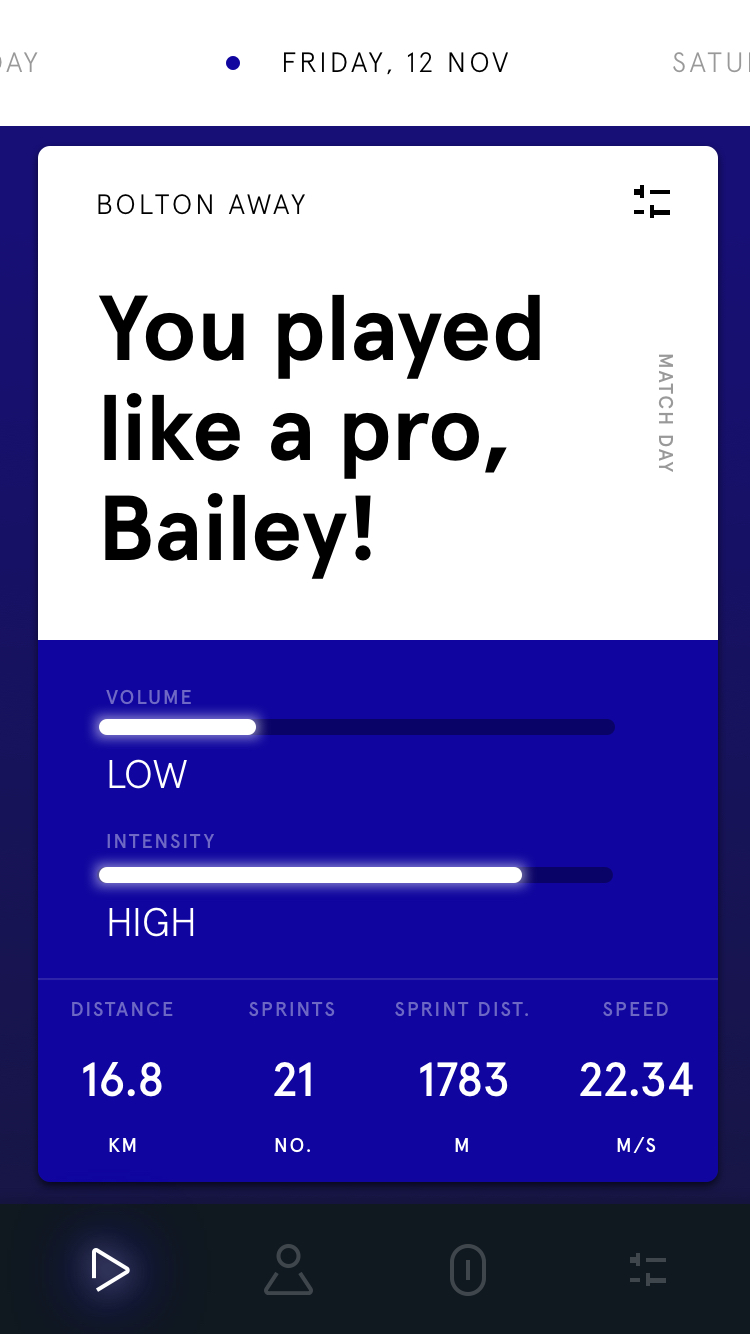 DAY
FRIDAY, 12 NOV
SATU
BOLTON AWAY
You played
like a pro,
Bailey!
MATCH DAY
VOLUME
LOW
INTENSITY
HIGH
DISTANCE SPRINTS SPRINT DIST. SPEED
16.8 21 1783 22.34
KM NO. M M/S